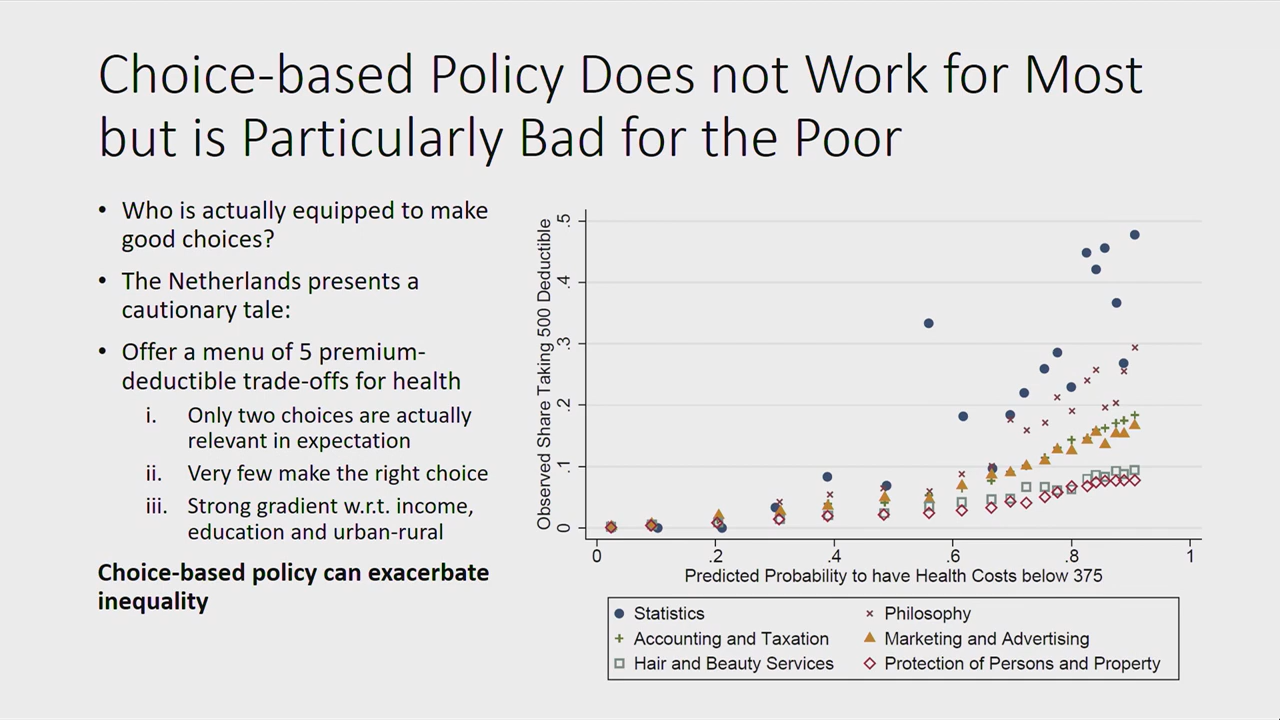 Choice-based Policy Does not Work for Most
but is Particularly Bad for the Poor
• Who is actually equipped to make
good choices?
• The Netherlands presents a
cautionary tale:
• Offer a menu of 5 premium-
deductible trade-offs for health
i. Only two choices are actually
relevant in expectation
ii. Very few make the right choice
iii. Strong gradient w.r.t. income,
education and urban-rural
Choice-based policy can exacerbate
inequality
Observed Share Taking 500 Deductible
.5
.4
.3
.2
.1
0
0 .2 .4 .6 .8 1
Predicted Probability to have Health Costs below 375
Statistics Philosophy
Accounting and Taxation Marketing and Advertising
Hair and Beauty Services Protection of Persons and Property